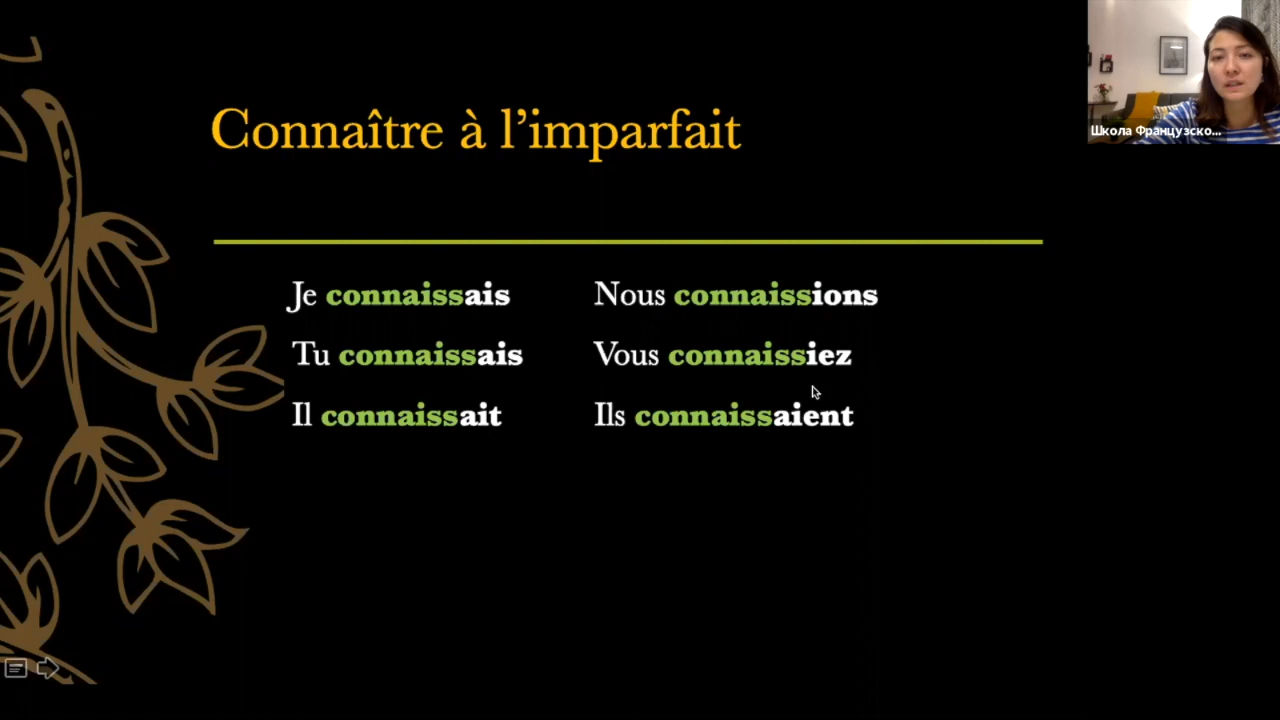 Connaître à l’imparfait
Je connaissais
Tu connaissais
Il connaissait
Nous connaissions
Vous connaissiez
Ils connaissaient
Школа Французско...